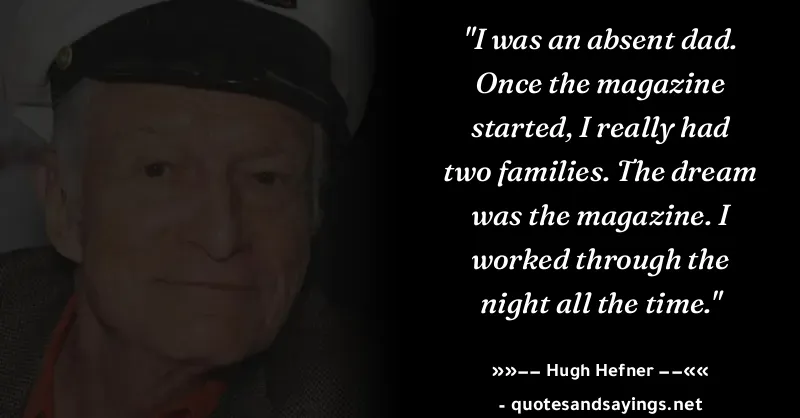 "I was an absent dad.
Once the magazine
started, I really had
two families. The dream
was the magazine. I
worked through the
night all the time."
»»−− Hugh Hefner −−««
- quotesandsayings.net